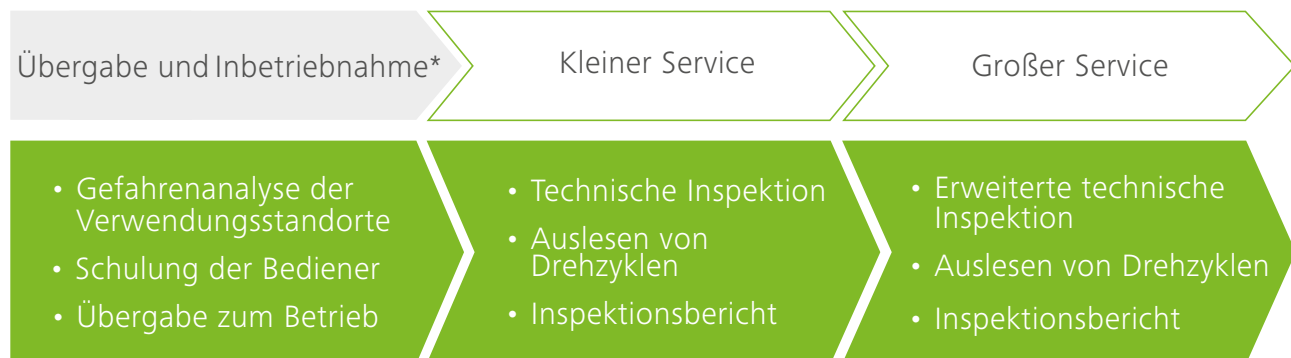 Übergabe und Inbetriebnahme*
Kleiner Service
Großer Service
• Gefahrenanalyse der
Verwendungsstandorte
• Schulung der Bediener
• Übergabe zum Betrieb
• Technische Inspektion
• Auslesen von
Drehzyklen
• Inspektionsbericht
• Erweiterte technische
Inspektion
• Auslesen von Drehzyklen
• Inspektionsbericht